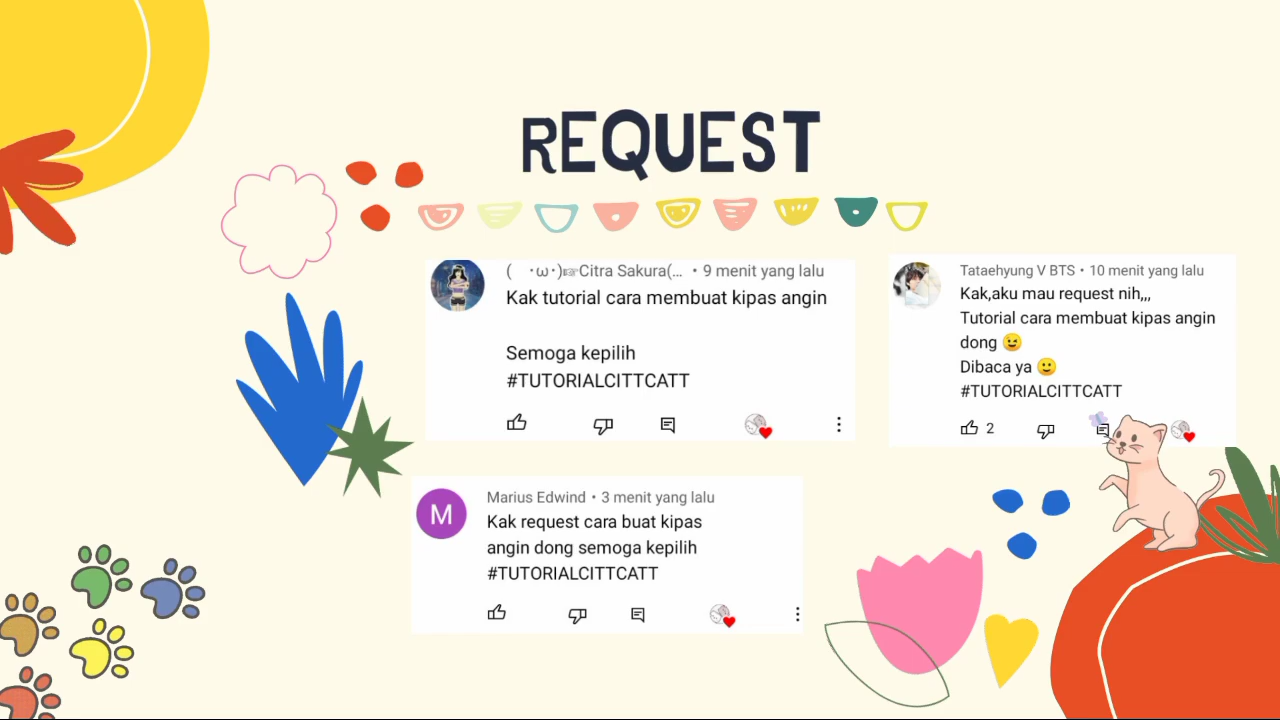 REQUEST
( ・ω・)☞Citra Sakura(... • 9 menit yang lalu
Kak tutorial cara membuat kipas angin
Semoga kepilih
#TUTORIALCITTCATT
Tataehyung V BTS • 10 menit yang lalu
Kak,aku mau request nih,,,
Tutorial cara membuat kipas angin
dong 😉
Dibaca ya 🙂
#TUTORIALCITTCATT
2
M
Marius Edwind • 3 menit yang lalu
Kak request cara buat kipas
angin dong semoga kepilih
#TUTORIALCITTCATT